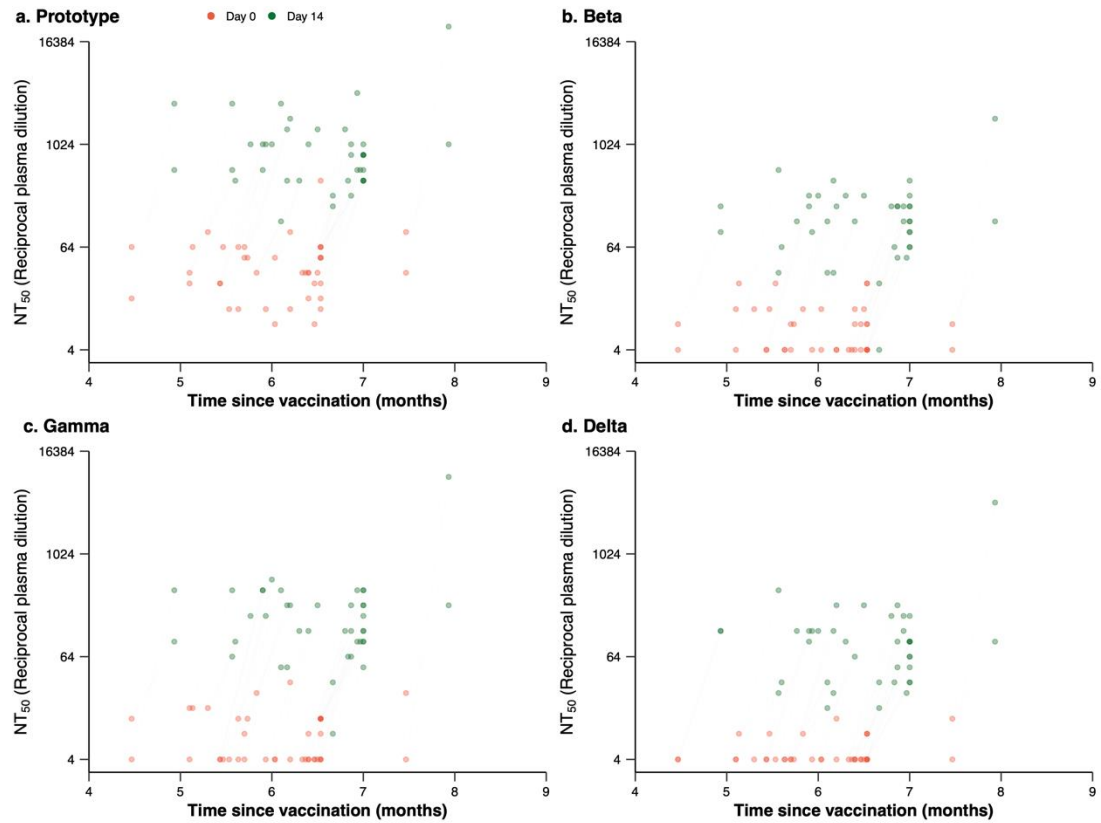 a. Prototype
Day 0
Day 14
16384
1024
64
4
NT50 (Reciprocal plasma dilution)
4 5 6 7 8 9
Time since vaccination (months)
b. Beta
16384
1024
64
4
NT50 (Reciprocal plasma dilution)
4 5 6 7 8 9
Time since vaccination (months)
c. Gamma
16384
1024
64
4
NT50 (Reciprocal plasma dilution)
4 5 6 7 8 9
Time since vaccination (months)
d. Delta
16384
1024
64
4
NT50 (Reciprocal plasma dilution)
4 5 6 7 8 9
Time since vaccination (months)